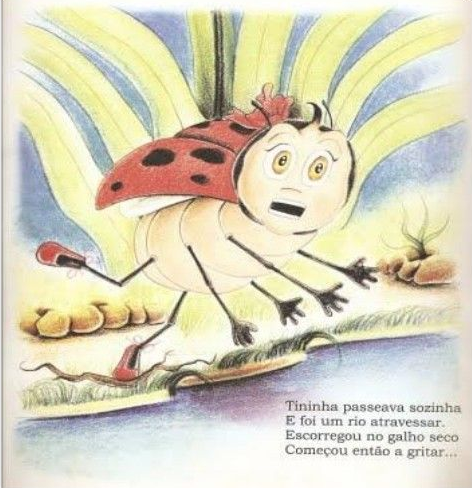 Tininha passeava sozinha
E foi um rio atravessar.
Escorregou no galho seco
Começou então a gritar...